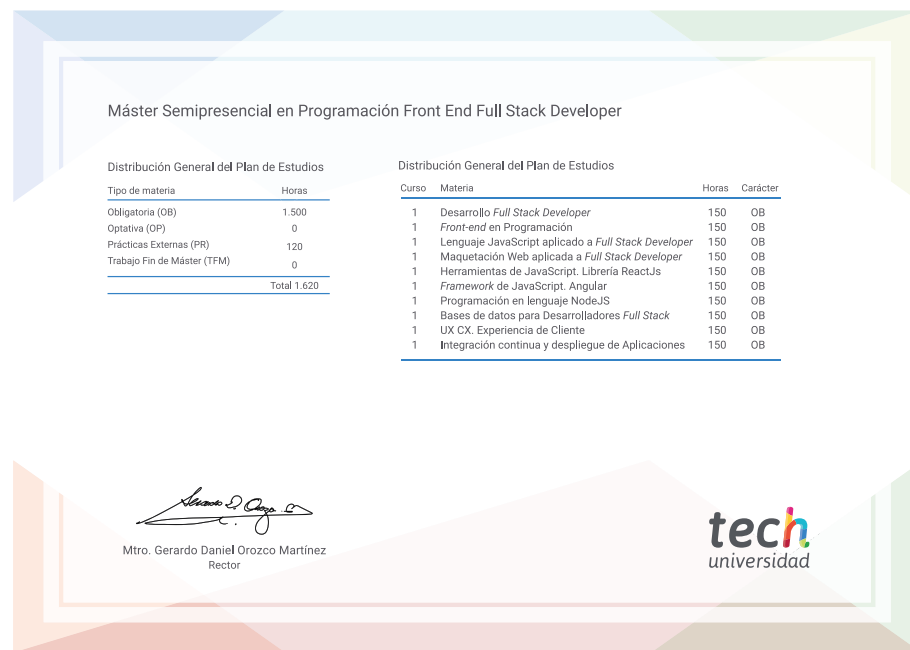 Máster Semipresencial en Programación Front End Full Stack Developer
Distribución General del Plan de Estudios
Tipo de materia Horas
Obligatoria (OB) 1.500
Optativa (OP) 0
Prácticas Externas (PR) 120
Trabajo Fin de Máster (TFM) 0
Total 1.620
Distribución General del Plan de Estudios
Curso Materia Horas Carácter
1 Desarrollo Full Stack Developer 150 OB
1 Front-end en Programación 150 OB
1 Lenguaje JavaScript aplicado a Full Stack Developer 150 OB
1 Maquetación Web aplicada a Full Stack Developer 150 OB
1 Herramientas de JavaScript. Librería ReactJs 150 OB
1 Framework de JavaScript. Angular 150 OB
1 Programación en lenguaje NodeJS 150 OB
1 Bases de datos para Desarrolladores Full Stack 150 OB
1 UX CX. Experiencia de Cliente 150 OB
1 Integración continua y despliegue de Aplicaciones 150 OB
Mtro. Gerardo Daniel Orozco Martínez
Rector
tech
universidad